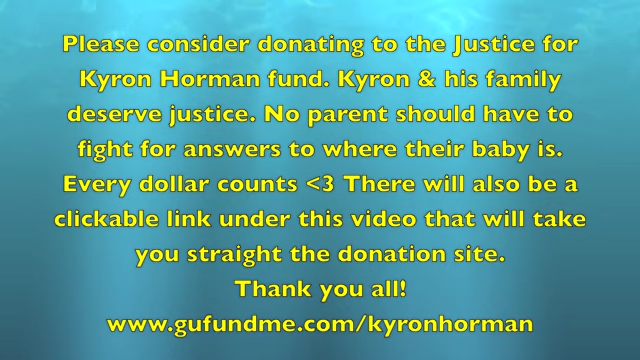 Please consider donating to the Justice for
Kyron Horman fund. Kyron & his family
deserve justice. No parent should have to
fight for answers to where their baby is.
Every dollar counts <3 There will also be a
clickable link under this video that will take
you straight the donation site.
Thank you all!
www.gufundme.com/kyronhorman